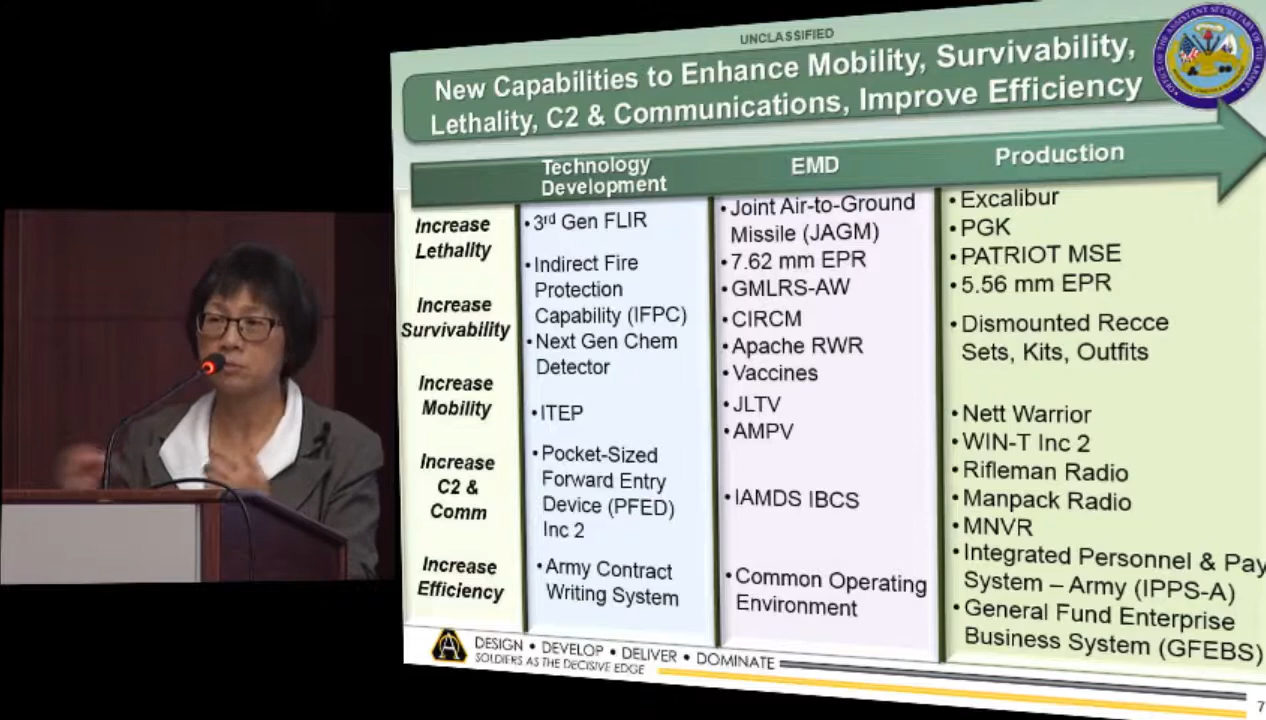 UNCLASSIFIED
New Capabilities to Enhance Mobility, Survivability,
Lethality, C2 & Communications, Improve Efficiency
Technology
Development
EMD
Production
Increase
Lethality
• 3rd Gen FLIR
• Joint Air-to-Ground
Missile (JAGM)
• 7.62 mm EPR
• GMLRS-AW
• Excalibur
• PGK
• PATRIOT MSE
• 5.56 mm EPR
Increase
Survivability
• Indirect Fire
Protection
Capability (IFPC)
• Next Gen Chem
Detector
• CIRCM
• Apache RWR
• Vaccines
• Dismounted Recce
Sets, Kits, Outfits
Increase
Mobility
• ITEP
• JLTV
• AMPV
Increase
C2 &
Comm
• Pocket-Sized
Forward Entry
Device (PFED)
Inc 2
• IAMDS IBCS
• Nett Warrior
• WIN-T Inc 2
• Rifleman Radio
• Manpack Radio
• MNVR
Increase
Efficiency
• Army Contract
Writing System
• Common Operating
Environment
• Integrated Personnel & Pay
System – Army (IPPS-A)
• General Fund Enterprise
Business System (GFEBS)
DESIGN • DEVELOP • DELIVER • DOMINATE
SOLDIERS AS THE DECISIVE EDGE
7